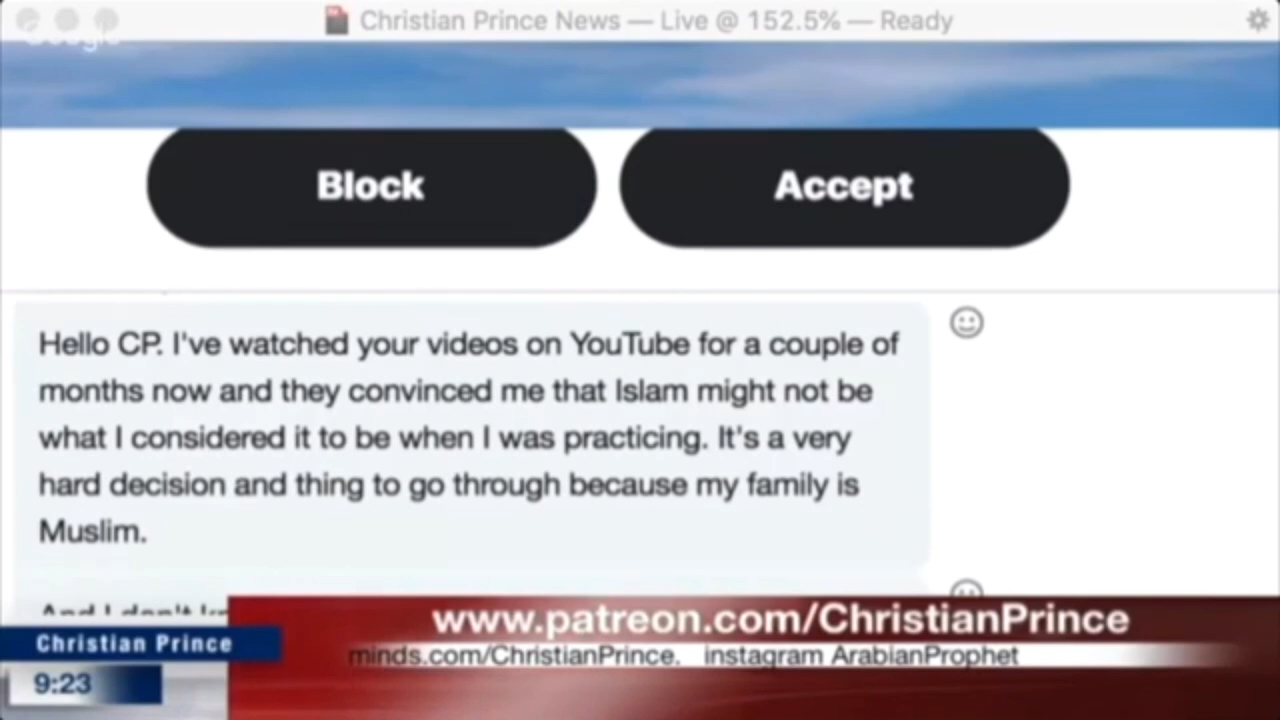 Christian Prince News — Live @ 152.5% — Ready
Google
Block
Accept
Hello CP. I've watched your videos on YouTube for a couple of
months now and they convinced me that Islam might not be
what I considered it to be when I was practicing. It's a very
hard decision and thing to go through because my family is
Muslim.
And I don't
www.patreon.com/ChristianPrince
Christian Prince
minds.com/ChristianPrince. instagram ArabianProphet
9:23